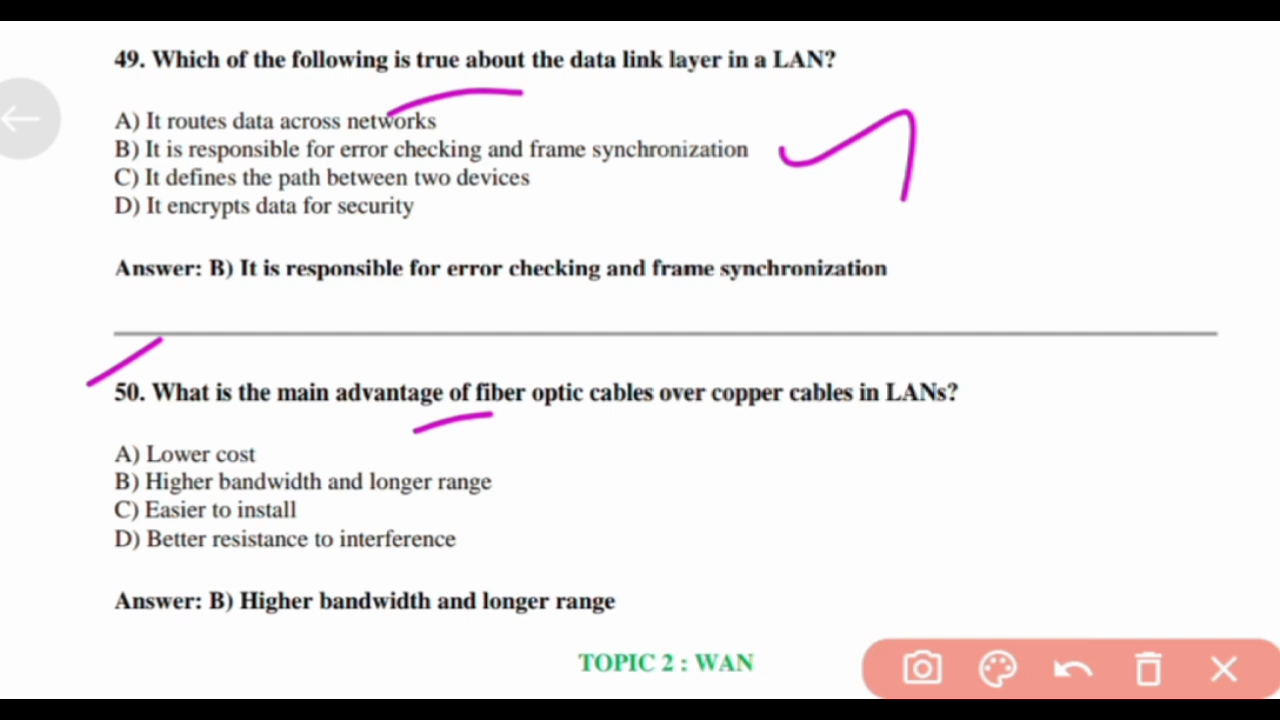 49. Which of the following is true about the data link layer in a LAN?
A) It routes data across networks
B) It is responsible for error checking and frame synchronization
C) It defines the path between two devices
D) It encrypts data for security
Answer: B) It is responsible for error checking and frame synchronization
50. What is the main advantage of fiber optic cables over copper cables in LANs?
A) Lower cost
B) Higher bandwidth and longer range
C) Easier to install
D) Better resistance to interference
Answer: B) Higher bandwidth and longer range
TOPIC 2 : WAN